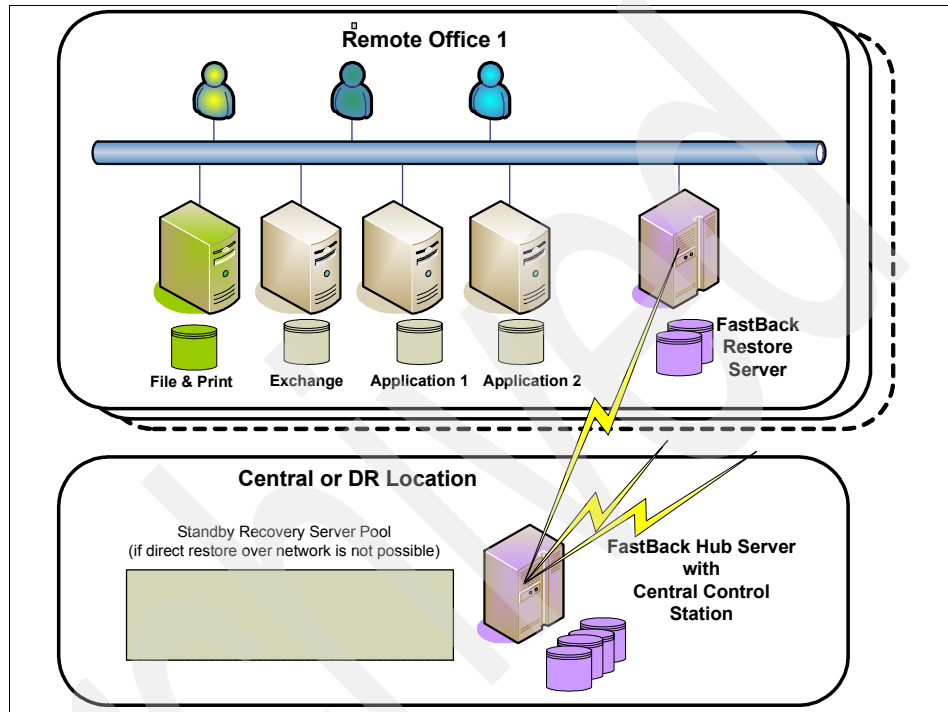 Remote Office 1
File & Print
Exchange
Application 1
Application 2
FastBack
Restore
Server
Central or DR Location
Standby Recovery Server Pool
(if direct restore over network is not possible)
FastBack Hub Server
with
Central Control
Station